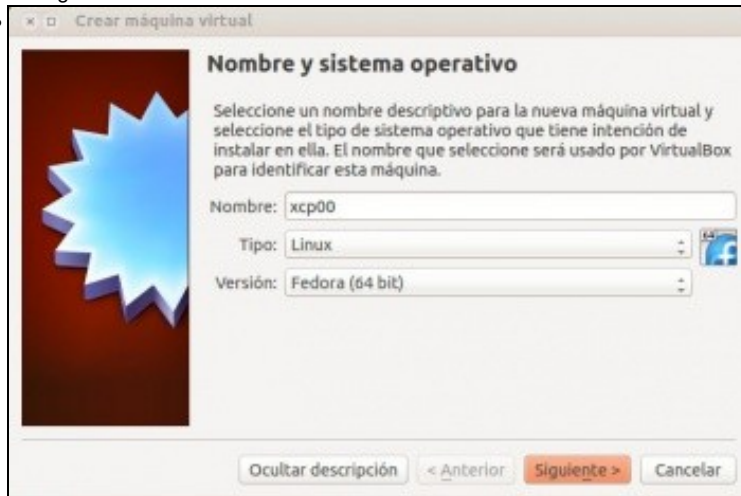 Crear máquina virtual
Nombre y sistema operativo
Seleccione un nombre descriptivo para la nueva máquina virtual y
seleccione el tipo de sistema operativo que tiene intención de
instalar en ella. El nombre que seleccione será usado por VirtualBox
para identificar esta máquina.
Nombre: xcp00
Tipo: Linux
64
Versión: Fedora (64 bit)
Ocultar descripción < Anterior Siguiente > Cancelar